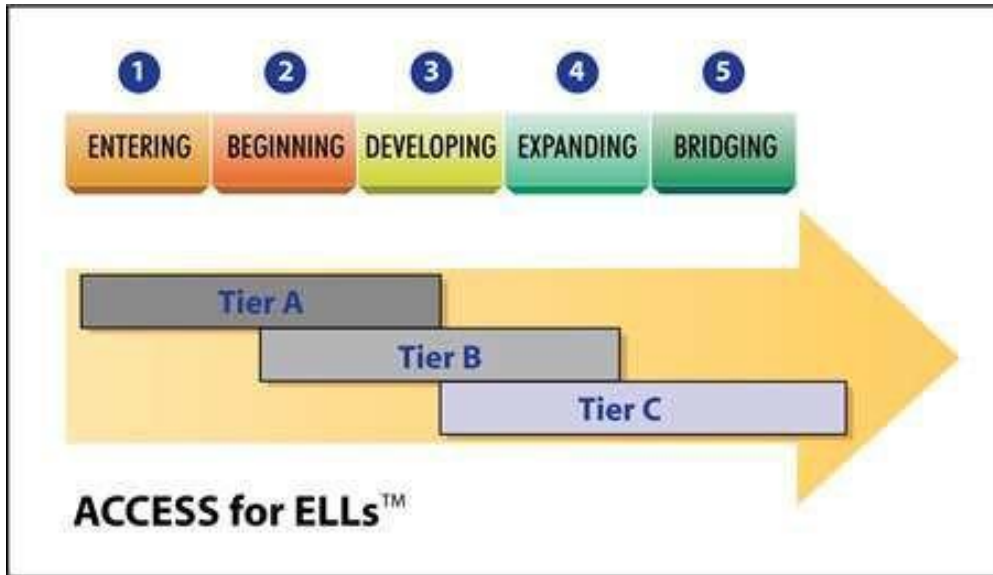 1 2 3 4 5
ENTERING BEGINNING DEVELOPING EXPANDING BRIDGING
Tier A
Tier B
Tier C
ACCESS for ELLs™